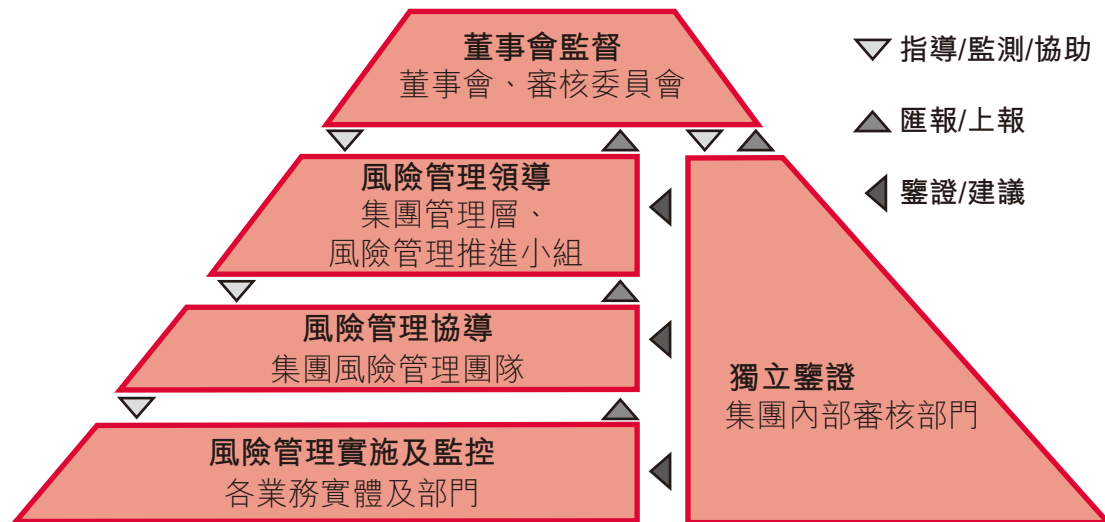 董事會監督
董事會、審核委員會
指導/監測/協助
匯報/上報
鑒證/建議
風險管理領導
集團管理層、
風險管理推進小組
風險管理協導
集團風險管理團隊
風險管理實施及監控
各業務實體及部門
獨立鑒證
集團內部審核部門